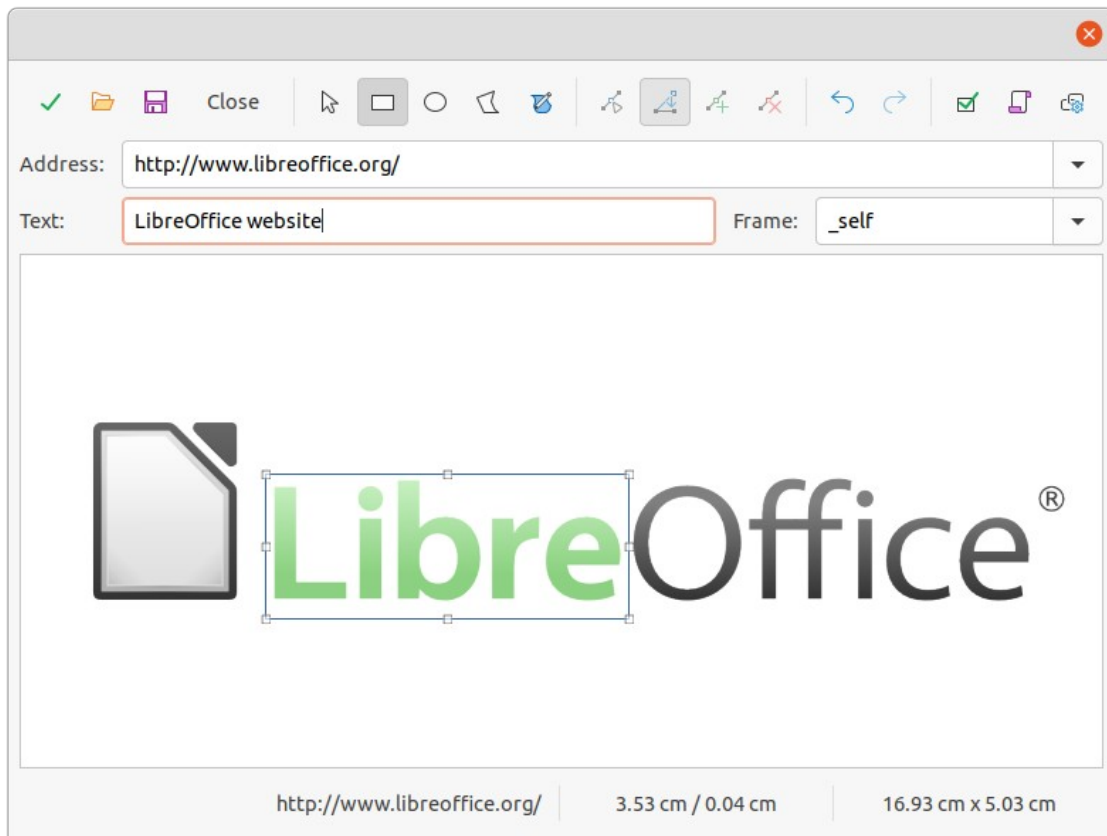 Close
Address: http://www.libreoffice.org/
Text: LibreOffice website Frame: _self
LibreOffice®
http://www.libreoffice.org/ 3.53 cm / 0.04 cm 16.93 cm x 5.03 cm